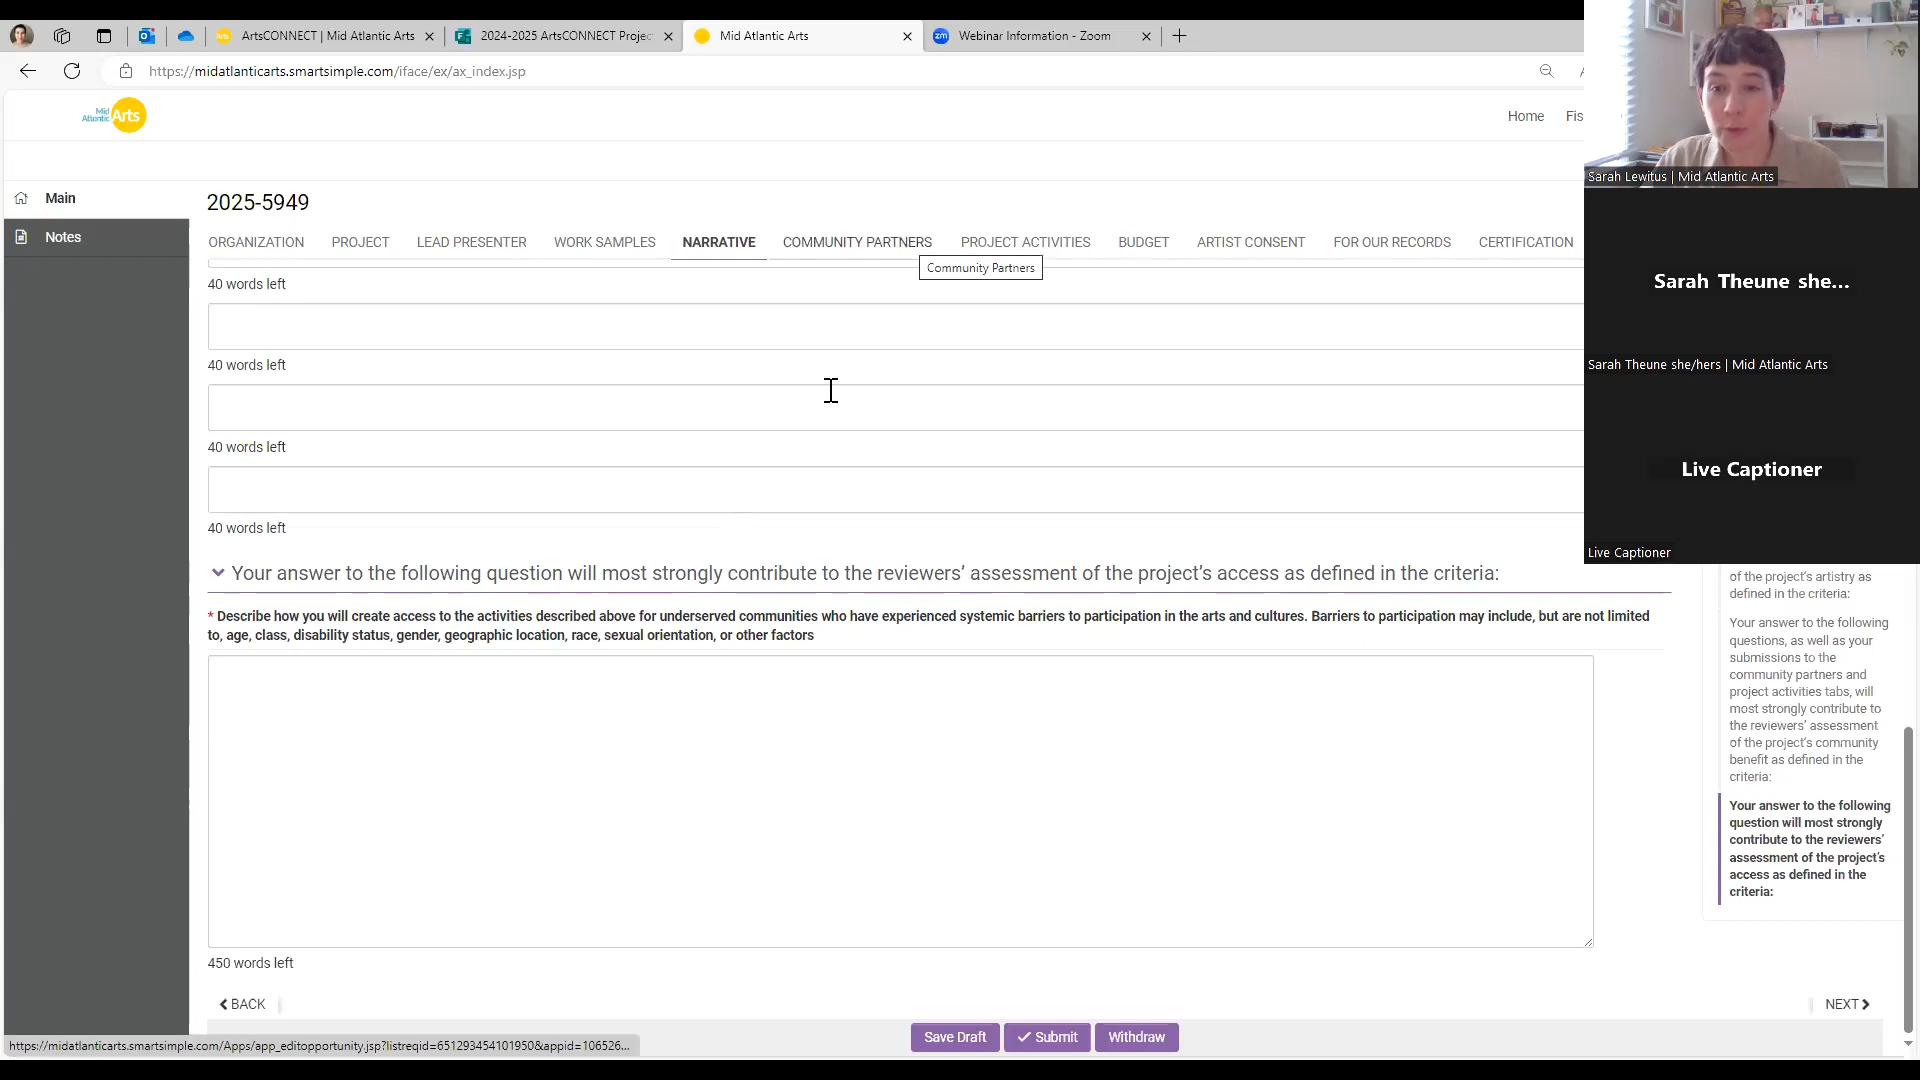 ArtsCONNECT | Mid Atlantic Arts
2024-2025 ArtsCONNECT Projec
Mid Atlantic Arts
zm
Webinar Information - Zoom
https://midatlanticarts.smartsimple.com/iface/ex/ax_index.jsp
Mid Atlantic Arts
Home
Fis
Main
Notes
2025-5949
ORGANIZATION
PROJECT
LEAD PRESENTER
WORK SAMPLES
NARRATIVE
COMMUNITY PARTNERS
PROJECT ACTIVITIES
BUDGET
ARTIST CONSENT
FOR OUR RECORDS
CERTIFICATION
Community Partners
40 words left
40 words left
40 words left
40 words left
Your answer to the following question will most strongly contribute to the reviewers' assessment of the project's access as defined in the criteria:
* Describe how you will create access to the activities described above for underserved communities who have experienced systemic barriers to participation in the arts and cultures. Barriers to participation may include, but are not limited
to, age, class, disability status, gender, geographic location, race, sexual orientation, or other factors
450 words left
BACK
NEXT
Save Draft
Submit
Withdraw
https://midatlanticarts.smartsimple.com/Apps/app_editopportunity.jsp?listreqid=651293454101950&appid=106526...
Sarah Lewitus | Mid Atlantic Arts
Sarah Theune she...
Sarah Theune she/hers | Mid Atlantic Arts
Live Captioner
Live Captioner
of the project's artistry as
defined in the criteria:
Your answer to the following
questions, as well as your
submissions to the
community partners and
project activities tabs, will
most strongly contribute to
the reviewers' assessment
of the project's community
benefit as defined in the
criteria:
Your answer to the following
question will most strongly
contribute to the reviewers'
assessment of the project's
access as defined in the
criteria: